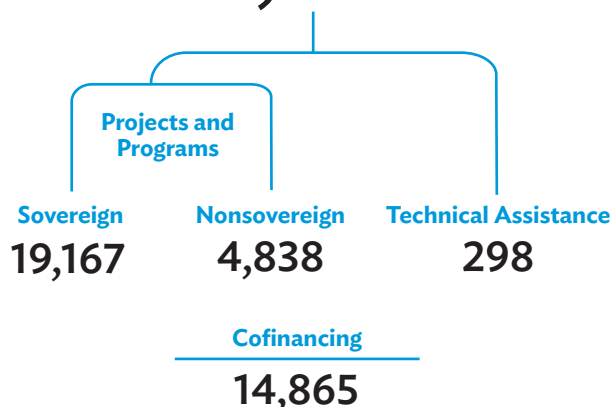 Projects and
Programs
Sovereign Nonsovereign Technical Assistance
19,167 4,838 298
Cofinancing
14,865